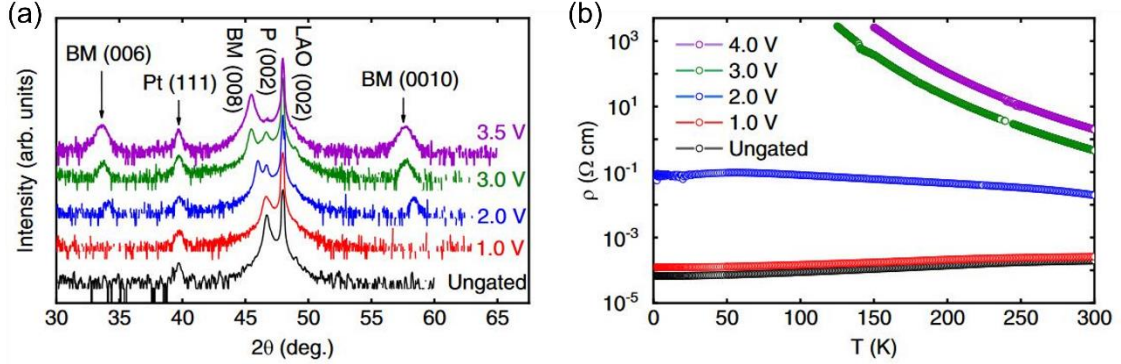 (a)
BM (006)
Pt (111)
BM (008)
P (002)
LAO (002)
BM (0010)
3.5 V
3.0 V
2.0 V
1.0 V
Ungated
Intensity (arb. units)
30 35 40 45 50 55 60 65
2θ (deg.)
(b)
4.0 V
3.0 V
2.0 V
1.0 V
Ungated
ρ (Ω cm)
10³
10¹
10⁻¹
10⁻³
10⁻⁵
0 50 100 150 200 250 300
T (K)